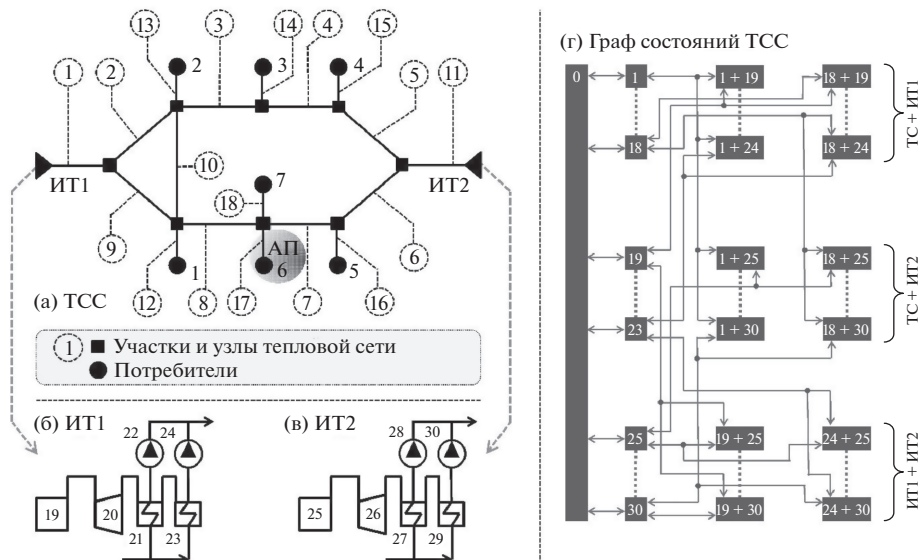 13
3
14
4
15
1
2
2
3
4
5
11
ИТ1
10
ИТ2
7
18
9
АП
6
1
6
5
(а) ТСС
12
8
17
7
16
1 Участки и узлы тепловой сети
Потребители
(б) ИТ1
(в) ИТ2
22
24
28
30
19
20
25
26
21
23
27
29
(г) Граф состояний ТСС
0
1
1 + 19
18 + 19
18
1 + 24
18 + 24
ТС + ИТ1
19
1 + 25
18 + 25
23
1 + 30
18 + 30
ТС + ИТ2
25
19 + 25
24 + 25
30
19 + 30
24 + 30
ИТ1 + ИТ2